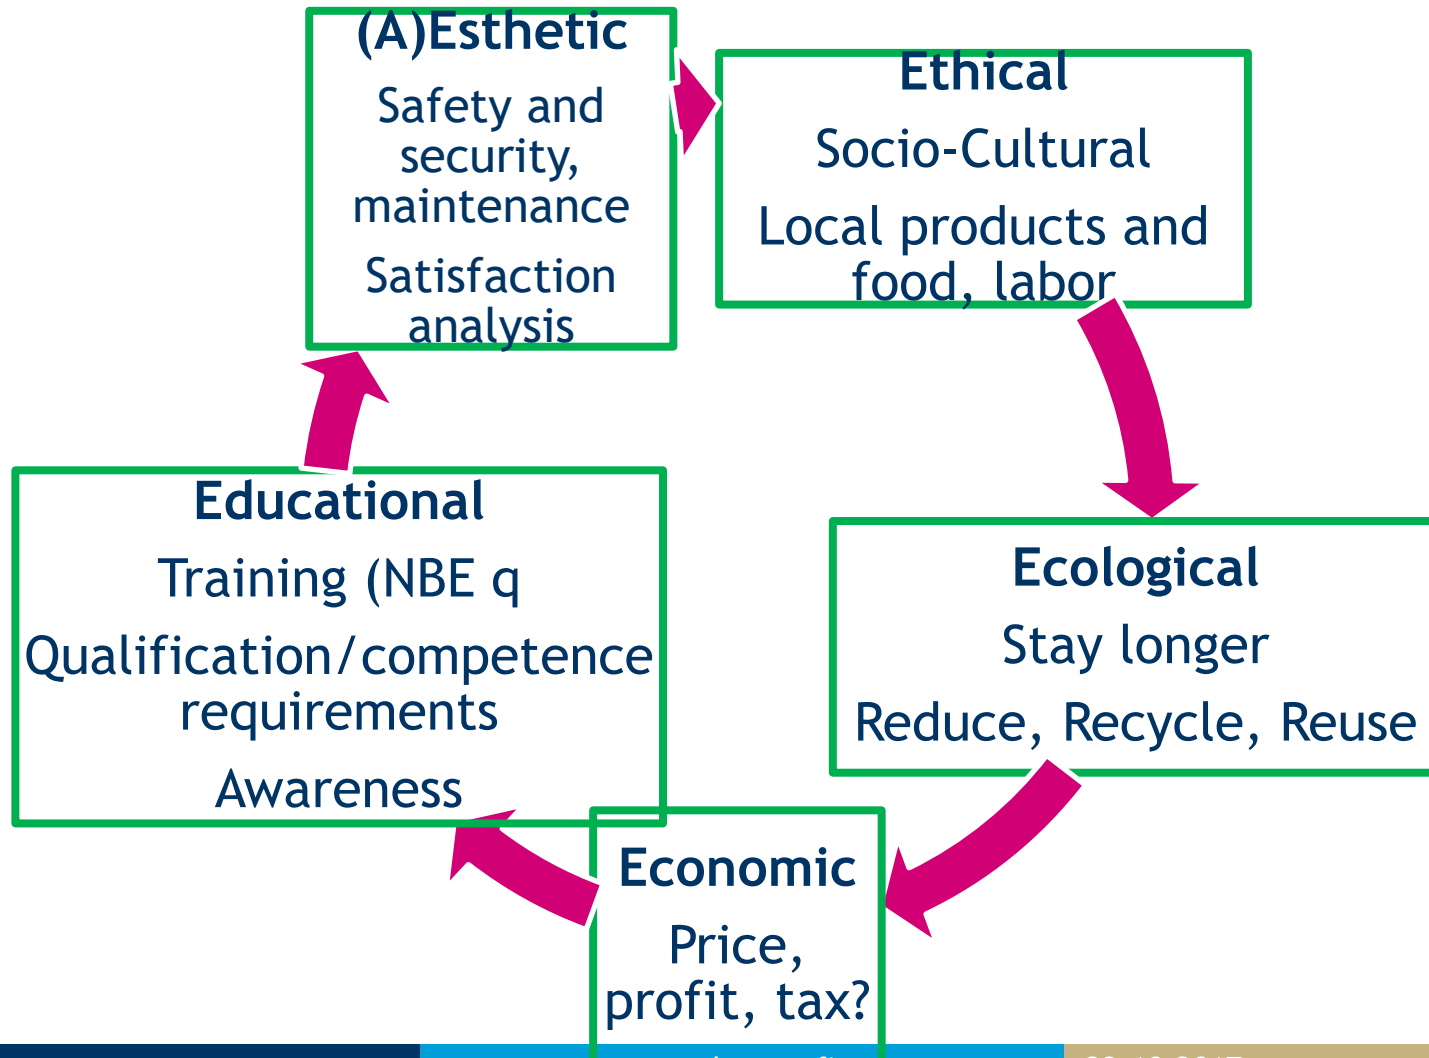 (A)Esthetic
Safety and
security,
maintenance
Satisfaction
analysis
Ethical
Socio-Cultural
Local products and
food, labor
Ecological
Stay longer
Reduce, Recycle, Reuse
Economic
Price,
profit, tax?
Educational
Training (NBE q
Qualification/competence
requirements
Awareness